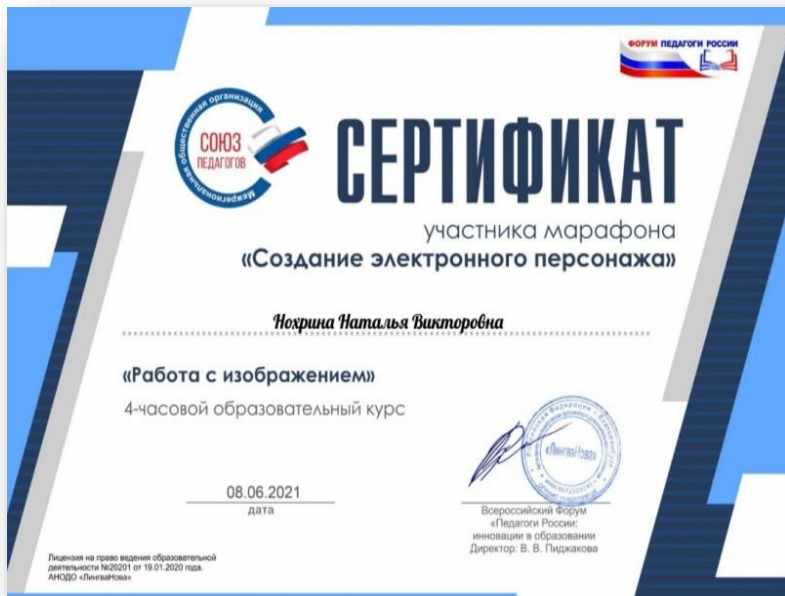 ФОРУМ ПЕДАГОГИ РОССИИ
Межрегиональная общественная организация
СОЮЗ
ПЕДАГОГОВ
СЕРТИФИКАТ
участника марафона
«Создание электронного персонажа»
Нохрина Наталья Викторовна
«Работа с изображением»
4-часовой образовательный курс
«ЛингваНова»
08.06.2021
дата
Всероссийский Форум
«Педагоги России:
инновации в образовании
Директор: В. В. Пиджакова
Лицензия на право ведения образовательной
деятельности №20201 от 19.01.2020 года.
АНОДО «ЛингваНова»